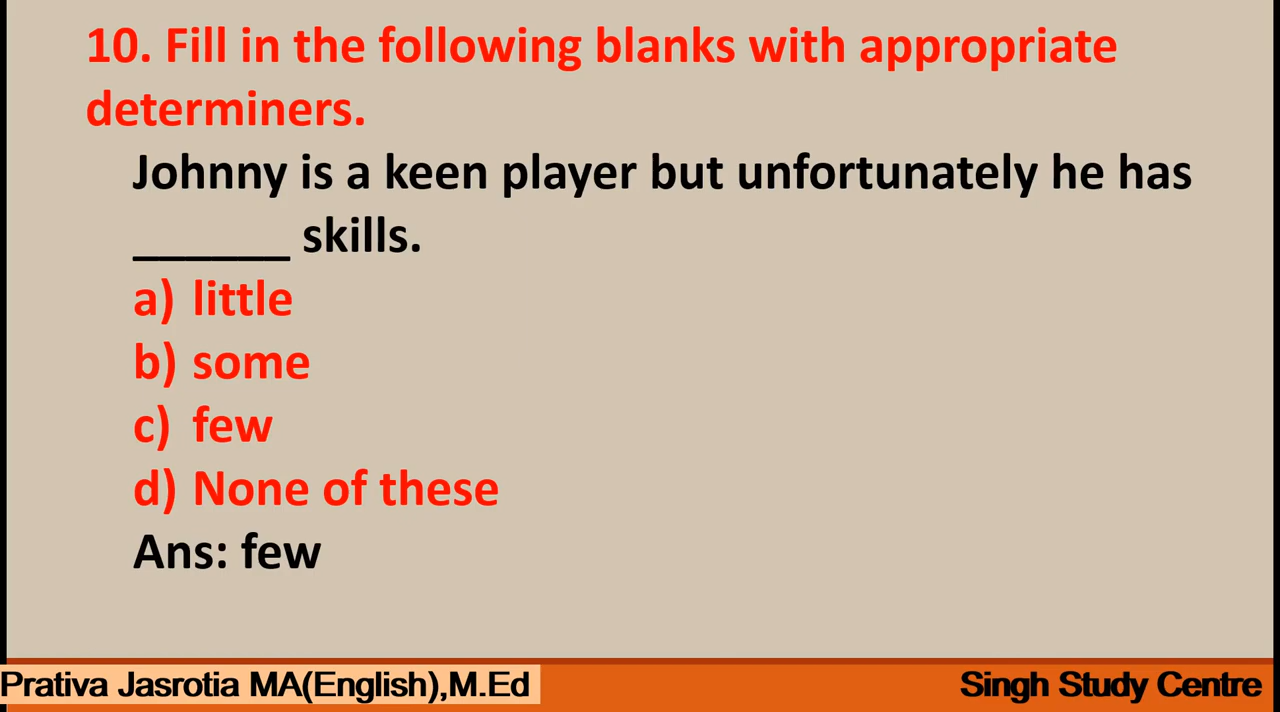 10. Fill in the following blanks with appropriate
determiners.
Johnny is a keen player but unfortunately he has
______ skills.
a) little
b) some
c) few
d) None of these
Ans: few
Prativa Jasrotia MA(English),M.Ed
Singh Study Centre